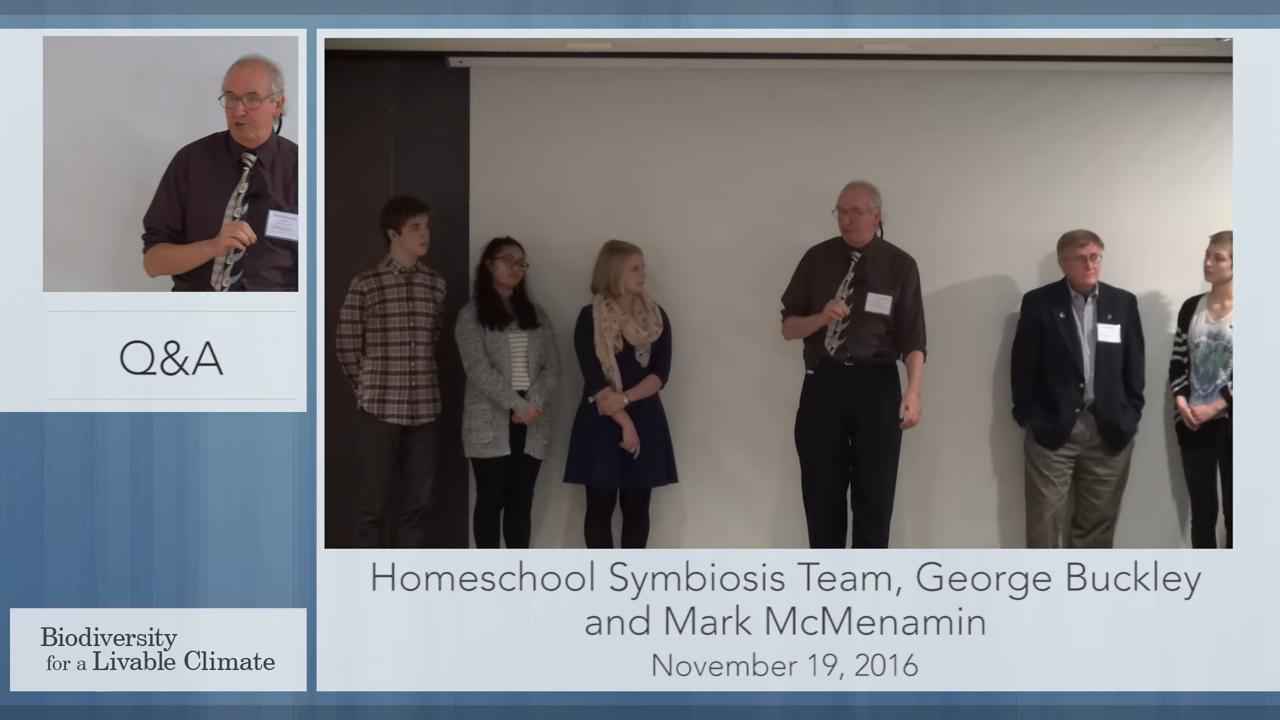 Q&A
Homeschool Symbiosis Team, George Buckley
and Mark McMenamin
November 19, 2016
Biodiversity
for a Livable Climate